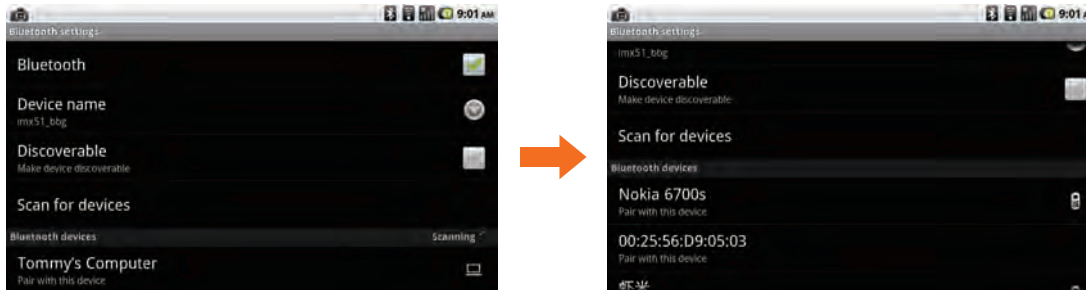 9:01 AM
Bluetooth settings
Bluetooth
Device name
imx51_bbg
Discoverable
Make device discoverable
Scan for devices
Bluetooth devices
Scanning
Tommy's Computer
Pair with this device
9:01 A
Bluetooth settings
imx51_bbg
Discoverable
Make device discoverable
Scan for devices
Bluetooth devices
Nokia 6700s
Pair with this device
00:25:56:D9:05:03
Pair with this device
虾米